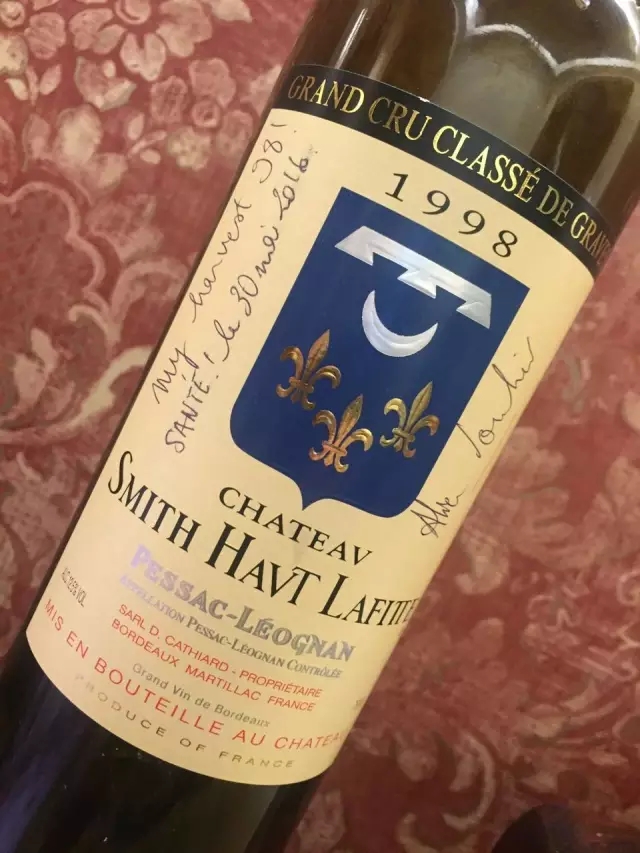 GRAND CRU CLASSÉ DE GRAV
1998
my harvest 98!
SANTÉ! le 30 mai 2016
CHATEAV
SMITH HAVT LAFITTE
PESSAC-LÉOGNAN
APPELLATION PESSAC-LÉOGNAN CONTRÔLÉE
SARL D. CATHIARD - PROPRIÉTAIRE
BORDEAUX MARTILLAC FRANCE
Grand Vin de Bordeaux
MIS EN BOUTEILLE AU CHATEA
PRODUCE OF FRANCE